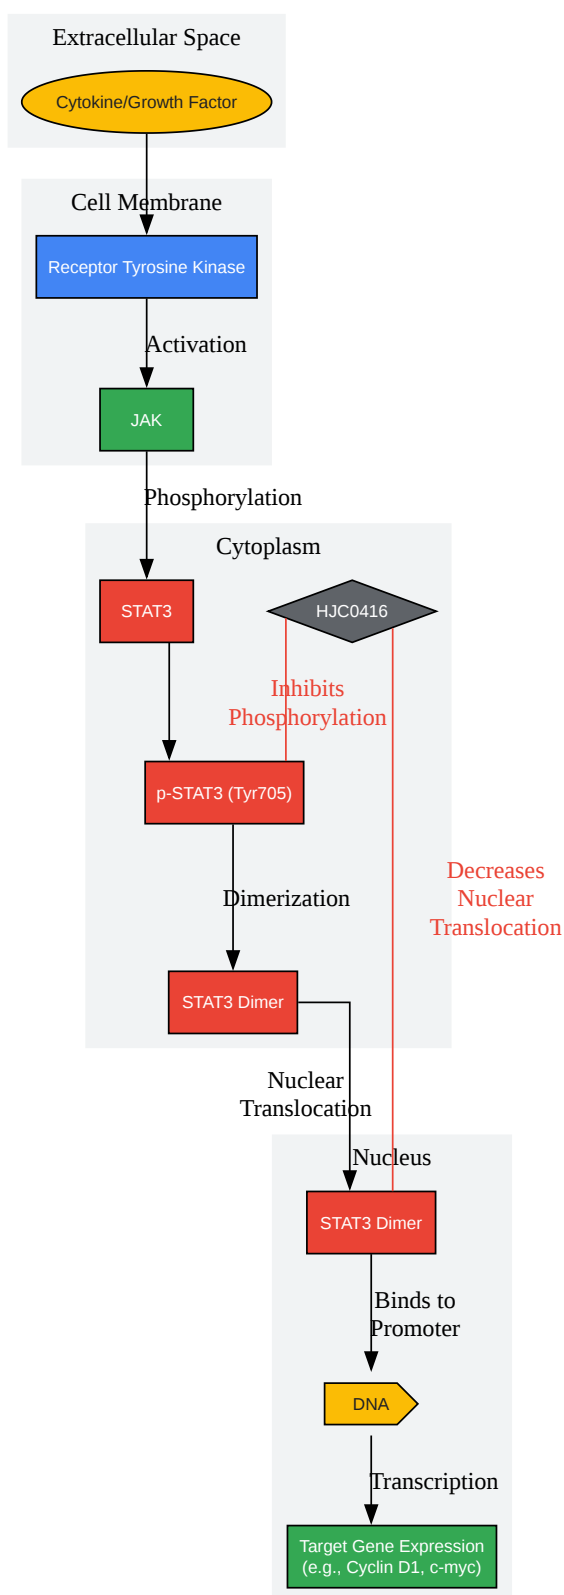 Extracellular Space
Cytokine/Growth Factor
Cell Membrane
Receptor Tyrosine Kinase
Activation
JAK
Phosphorylation
Cytoplasm
STAT3
HJC0416
Inhibits
Phosphorylation
p-STAT3 (Tyr705)
Decreases
Nuclear
Translocation
Dimerization
STAT3 Dimer
Nuclear
Translocation
Nucleus
STAT3 Dimer
Binds to
Promoter
DNA
Transcription
Target Gene Expression
(e.g., Cyclin D1, c-myc)